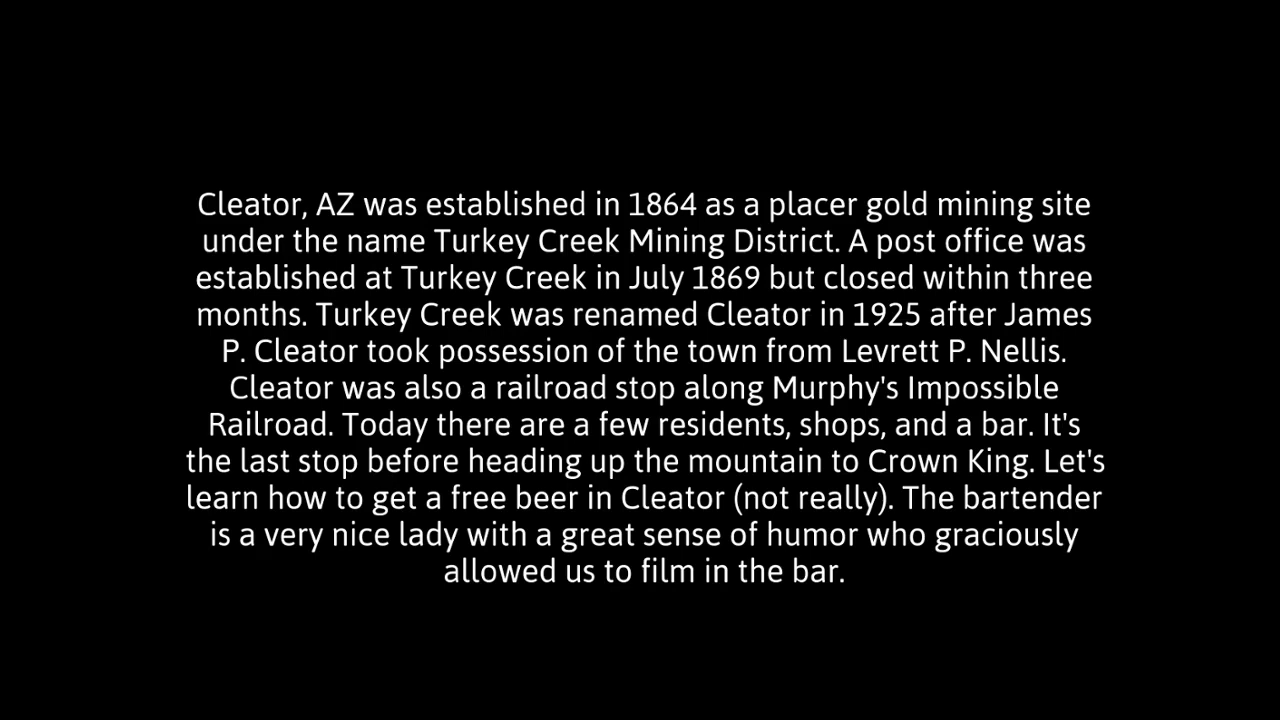 Cleator, AZ was established in 1864 as a placer gold mining site
under the name Turkey Creek Mining District. A post office was
established at Turkey Creek in July 1869 but closed within three
months. Turkey Creek was renamed Cleator in 1925 after James
P. Cleator took possession of the town from Levrett P. Nellis.
Cleator was also a railroad stop along Murphy's Impossible
Railroad. Today there are a few residents, shops, and a bar. It's
the last stop before heading up the mountain to Crown King. Let's
learn how to get a free beer in Cleator (not really). The bartender
is a very nice lady with a great sense of humor who graciously
allowed us to film in the bar.